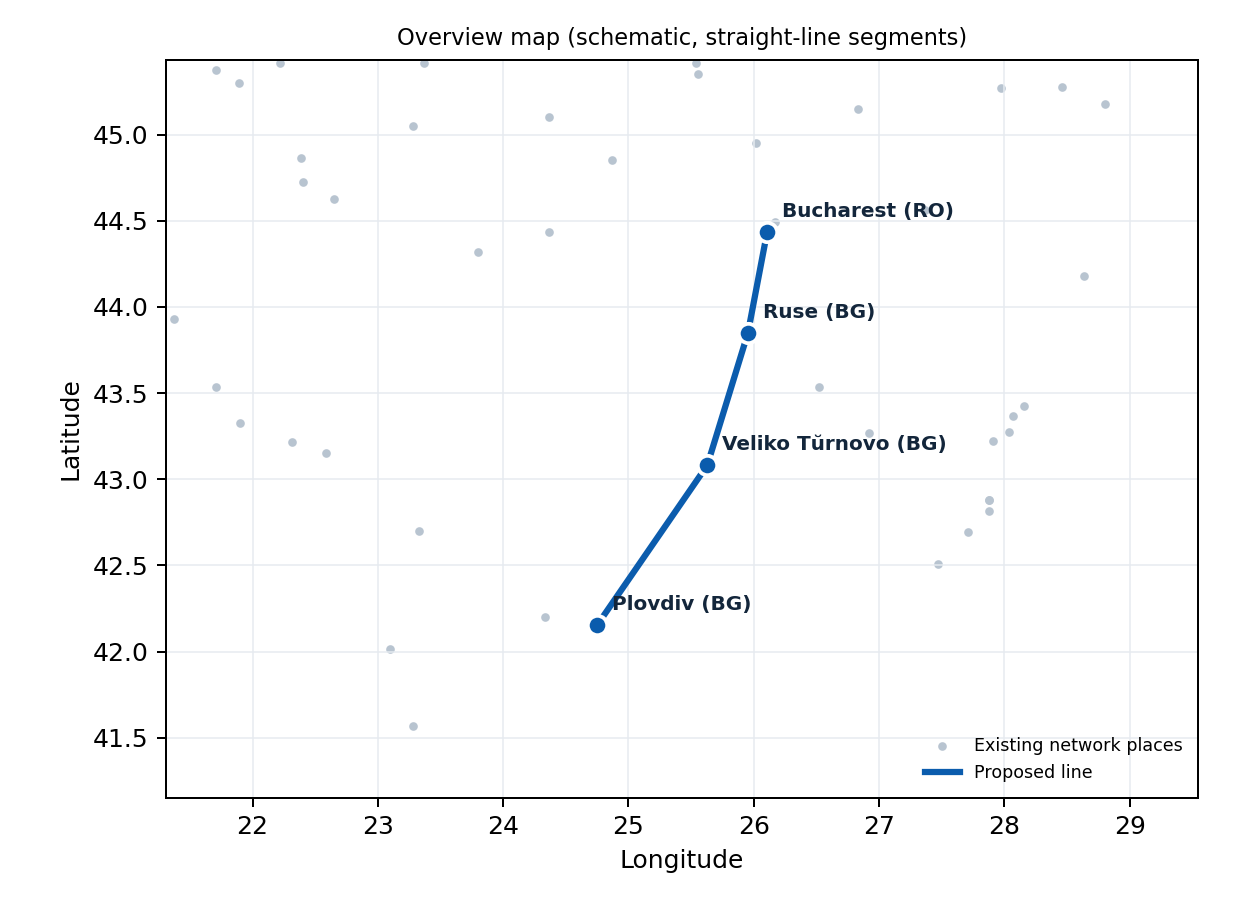 Overview map (schematic, straight-line segments)
45.0
44.5
44.0
43.5
43.0
42.5
42.0
41.5
Latitude
Bucharest (RO)
Ruse (BG)
Veliko Tŭrnovo (BG)
Plovdiv (BG)
Existing network places
Proposed line
22 23 24 25 26 27 28 29
Longitude